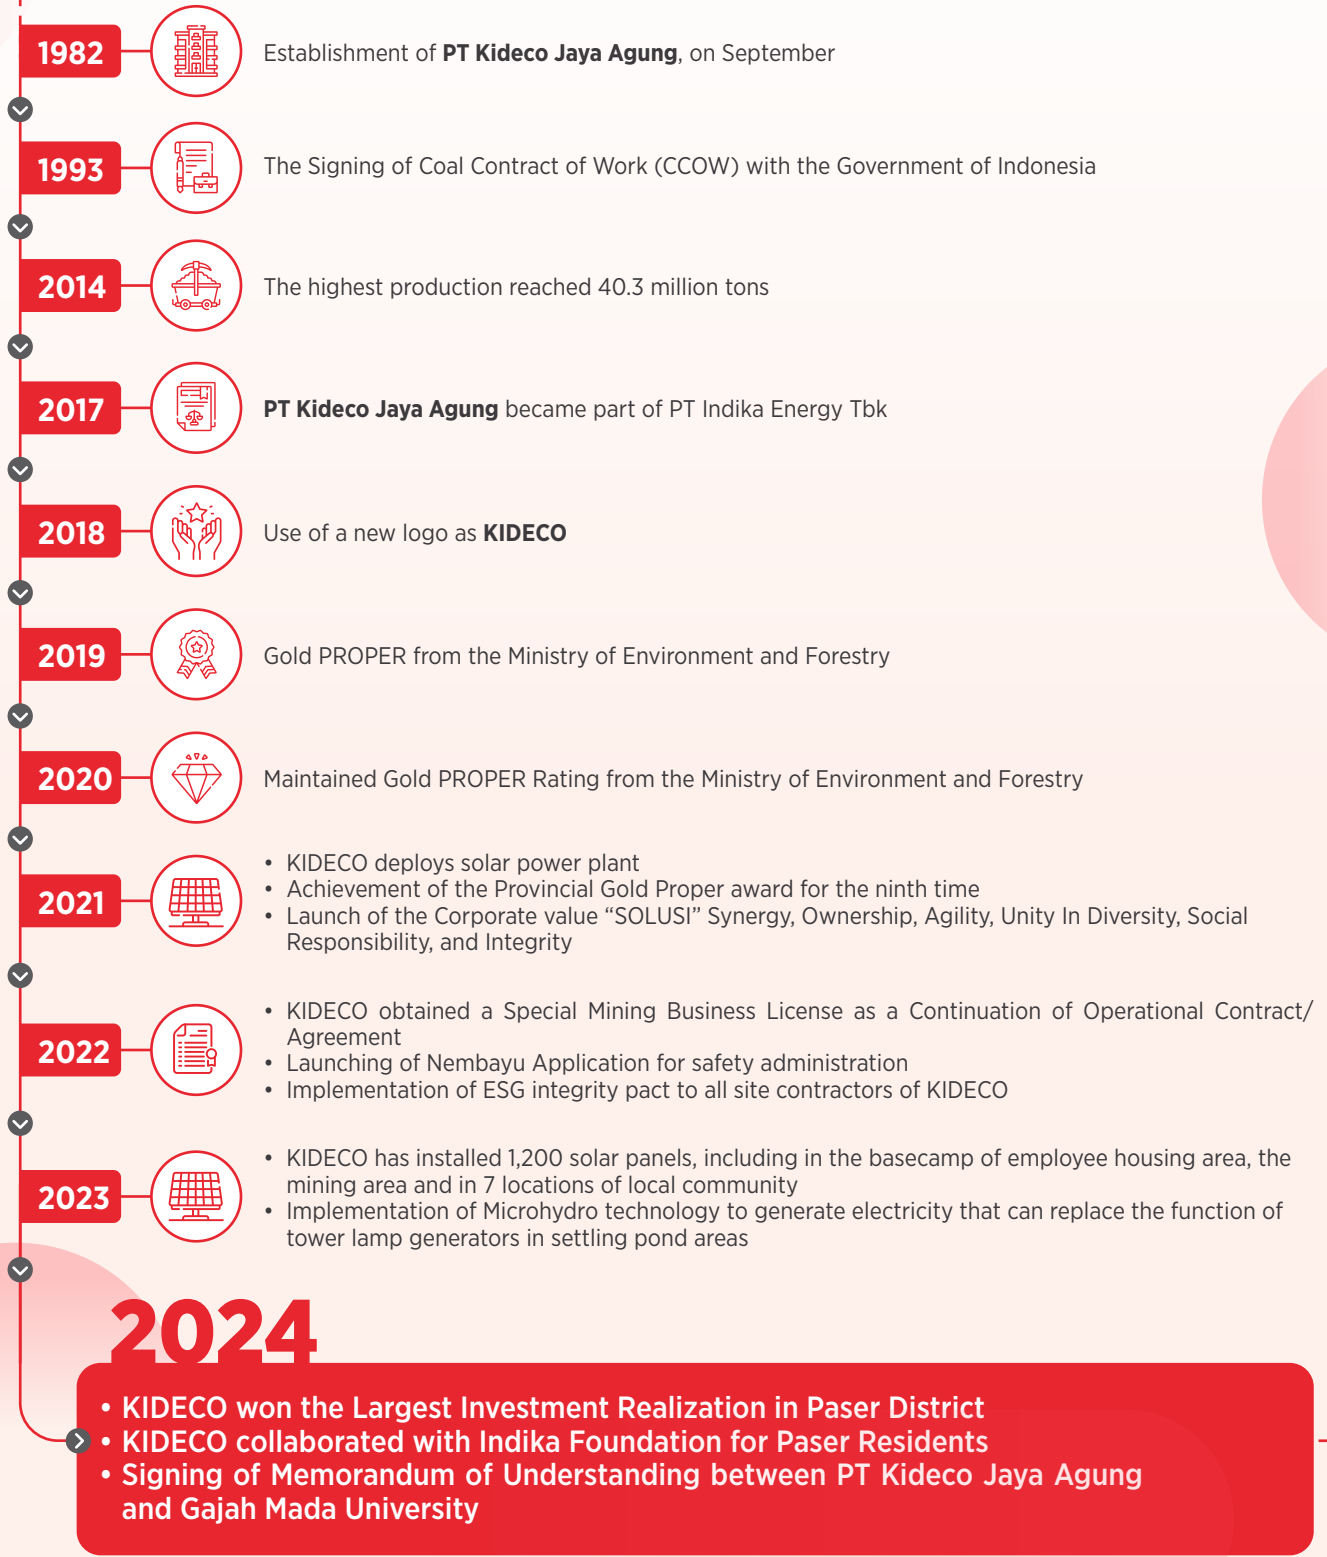 1982
Establishment of PT Kideco Jaya Agung, on September
1993
The Signing of Coal Contract of Work (CCOW) with the Government of Indonesia
2014
The highest production reached 40.3 million tons
2017
PT Kideco Jaya Agung became part of PT Indika Energy Tbk
2018
Use of a new logo as KIDECO
2019
Gold PROPER from the Ministry of Environment and Forestry
2020
Maintained Gold PROPER Rating from the Ministry of Environment and Forestry
2021
• KIDECO deploys solar power plant
• Achievement of the Provincial Gold Proper award for the ninth time
• Launch of the Corporate value “SOLUSI” Synergy, Ownership, Agility, Unity In Diversity, Social
Responsibility, and Integrity
2022
• KIDECO obtained a Special Mining Business License as a Continuation of Operational Contract/
Agreement
• Launching of Nembayu Application for safety administration
• Implementation of ESG integrity pact to all site contractors of KIDECO
2023
• KIDECO has installed 1,200 solar panels, including in the basecamp of employee housing area, the
mining area and in 7 locations of local community
• Implementation of Microhydro technology to generate electricity that can replace the function of
tower lamp generators in settling pond areas
2024
• KIDECO won the Largest Investment Realization in Paser District
• KIDECO collaborated with Indika Foundation for Paser Residents
• Signing of Memorandum of Understanding between PT Kideco Jaya Agung
and Gajah Mada University